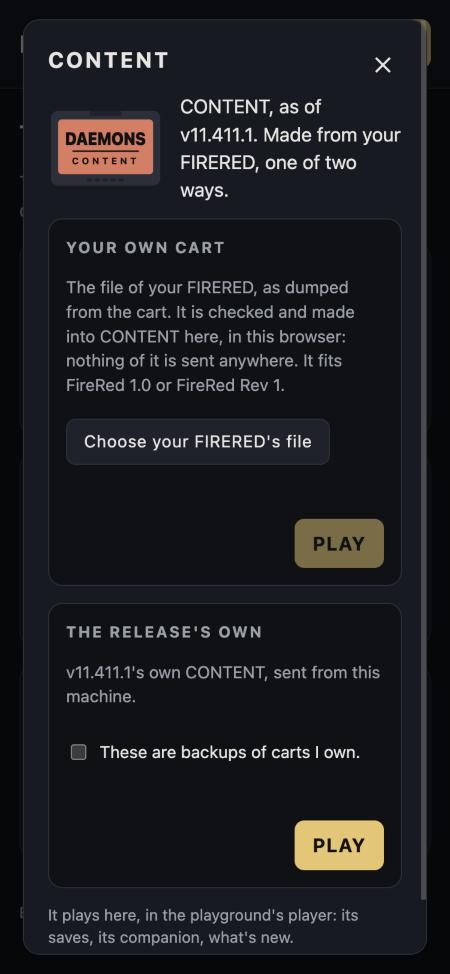 CONTENT
DAEMONS
CONTENT
CONTENT, as of
v11.411.1. Made from your
FIRERED, one of two
ways.
YOUR OWN CART
The file of your FIRERED, as dumped
from the cart. It is checked and made
into CONTENT here, in this browser:
nothing of it is sent anywhere. It fits
FireRed 1.0 or FireRed Rev 1.
Choose your FIRERED's file
PLAY
THE RELEASE'S OWN
v11.411.1's own CONTENT, sent from this
machine.
These are backups of carts I own.
PLAY
It plays here, in the playground's player: its
saves, its companion, what's new.